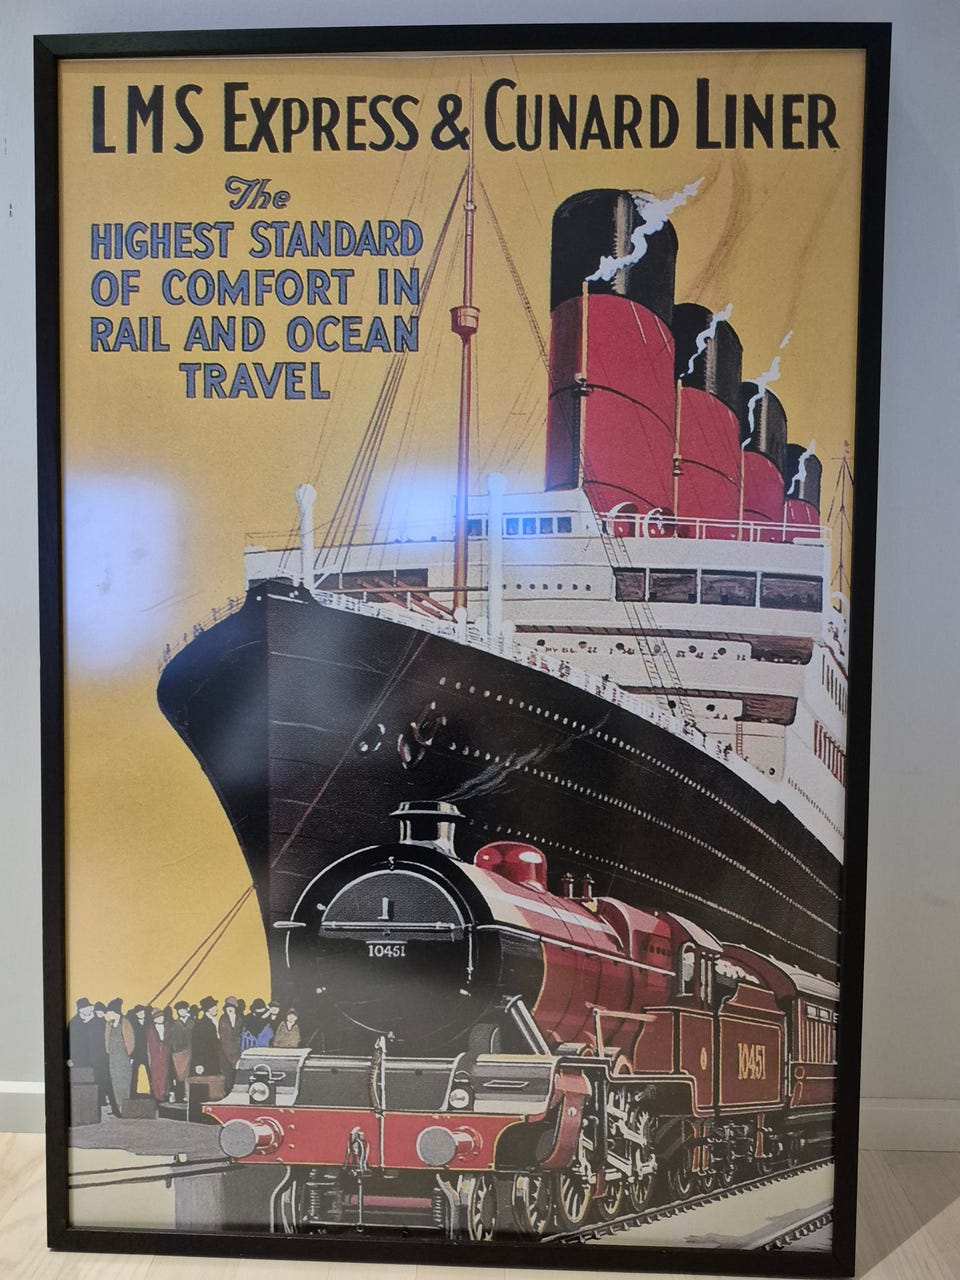 LMS EXPRESS & CUNARD LINER
The
HIGHEST STANDARD
OF COMFORT IN
RAIL AND OCEAN
TRAVEL
10451
10451